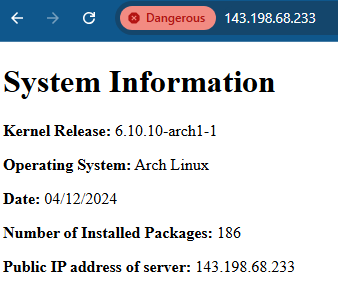 Dangerous 143.198.68.233
System Information
Kernel Release: 6.10.10-arch1-1
Operating System: Arch Linux
Date: 04/12/2024
Number of Installed Packages: 186
Public IP address of server: 143.198.68.233